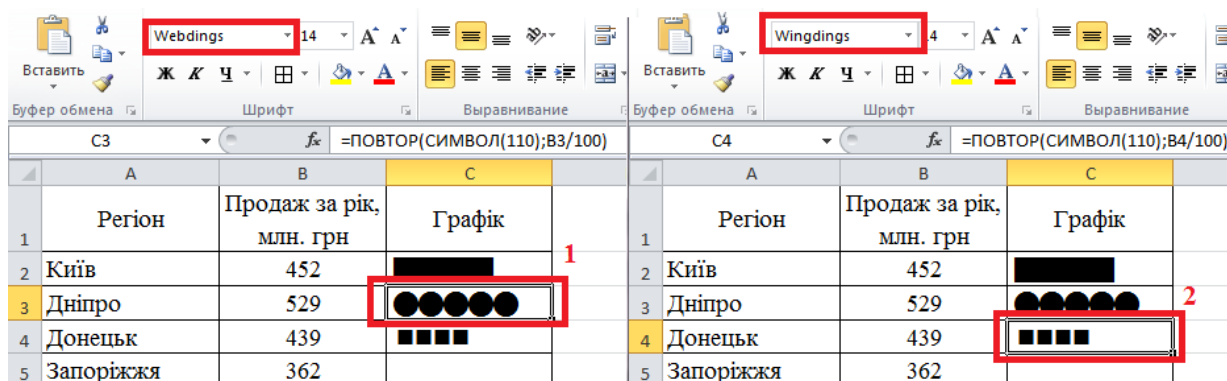 Webdings 14 A A
Вставить Ж К Ч А
Буфер обмена Шрифт Выравнивание
C3 fx =ПОВТОР(СИМВОЛ(110);B3/100)
A B C
1 Регіон Продаж за рік, млн. грн Графік
2 Київ 452
1
3 Дніпро 529
4 Донецьк 439
5 Запоріжжя 362
Wingdings 14 A A
Вставить Ж К Ч А
Буфер обмена Шрифт Выравнивание
C4 fx =ПОВТОР(СИМВОЛ(110);B4/100)
A B C
1 Регіон Продаж за рік, млн. грн Графік
2 Київ 452
3 Дніпро 529
2
4 Донецьк 439
5 Запоріжжя 362